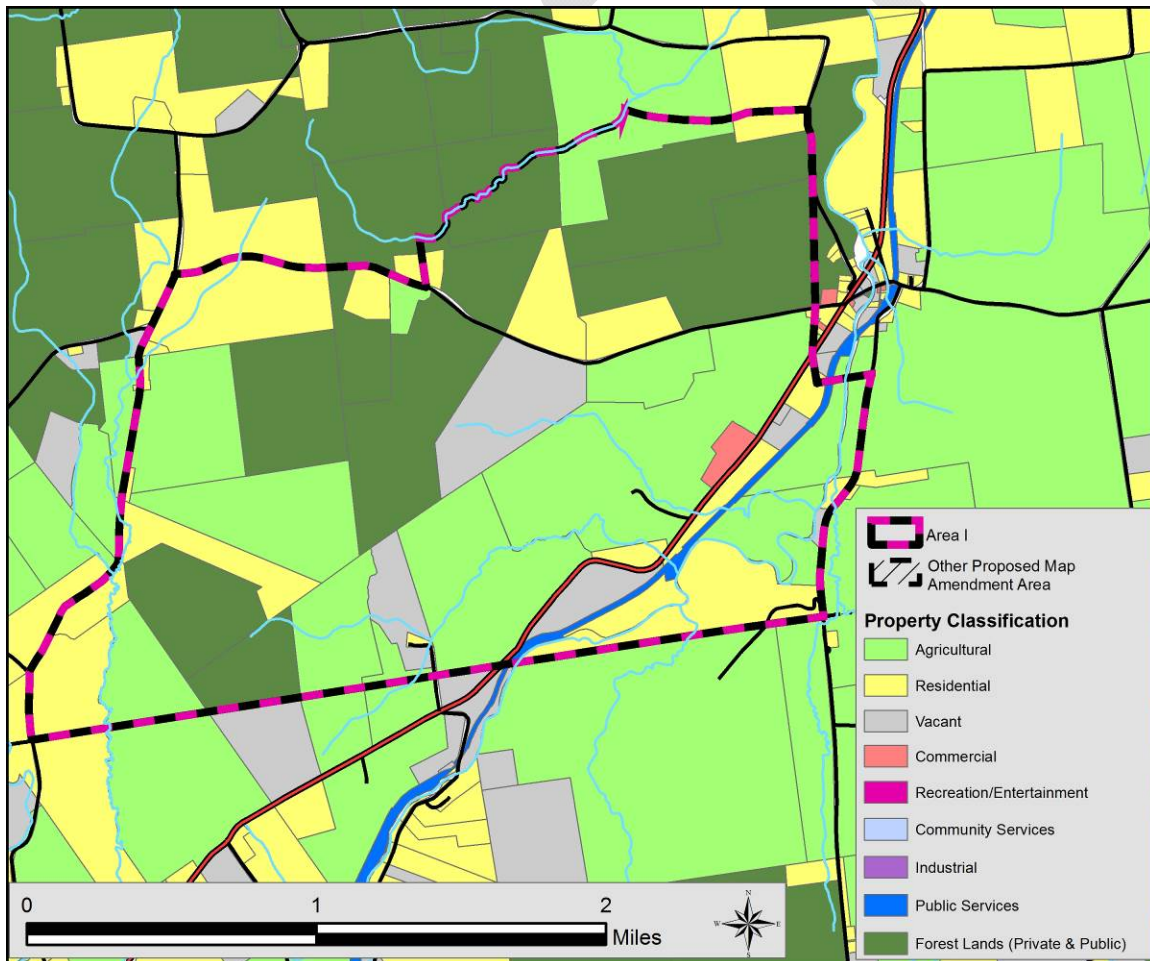 Area I
Other Proposed Map
Amendment Area
Property Classification
Agricultural
Residential
Vacant
Commercial
Recreation/Entertainment
Community Services
Industrial
Public Services
Forest Lands (Private & Public)
0 1 2
Miles
N
W E
S